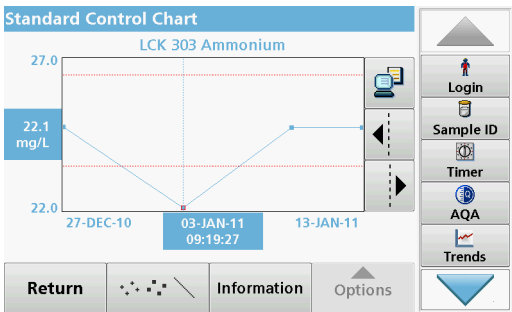 Standard Control Chart
LCK 303 Ammonium
27.0
22.1
mg/L
22.0
27-DEC-10
03-JAN-11
09:19:27
13-JAN-11
Return
Information
Options
Login
Sample ID
Timer
AQA
Trends